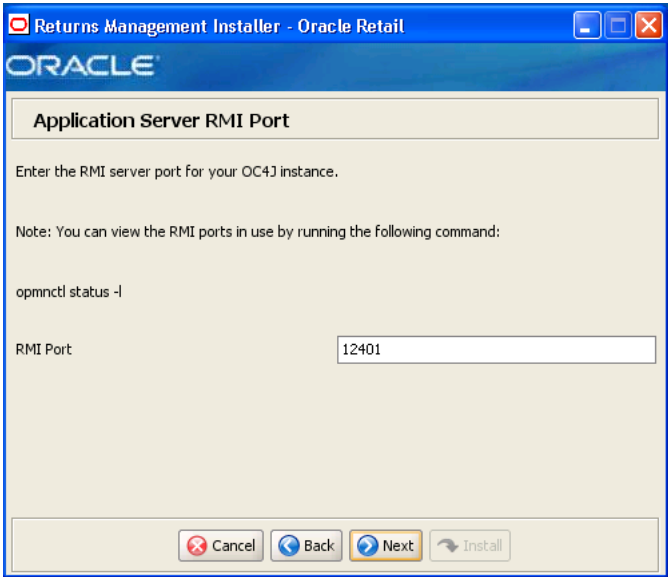 Returns Management Installer - Oracle Retail
ORACLE
Application Server RMI Port
Enter the RMI server port for your OC4J instance.
Note: You can view the RMI ports in use by running the following command:
opmnctl status -l
RMI Port 12401
Cancel Back Next Install